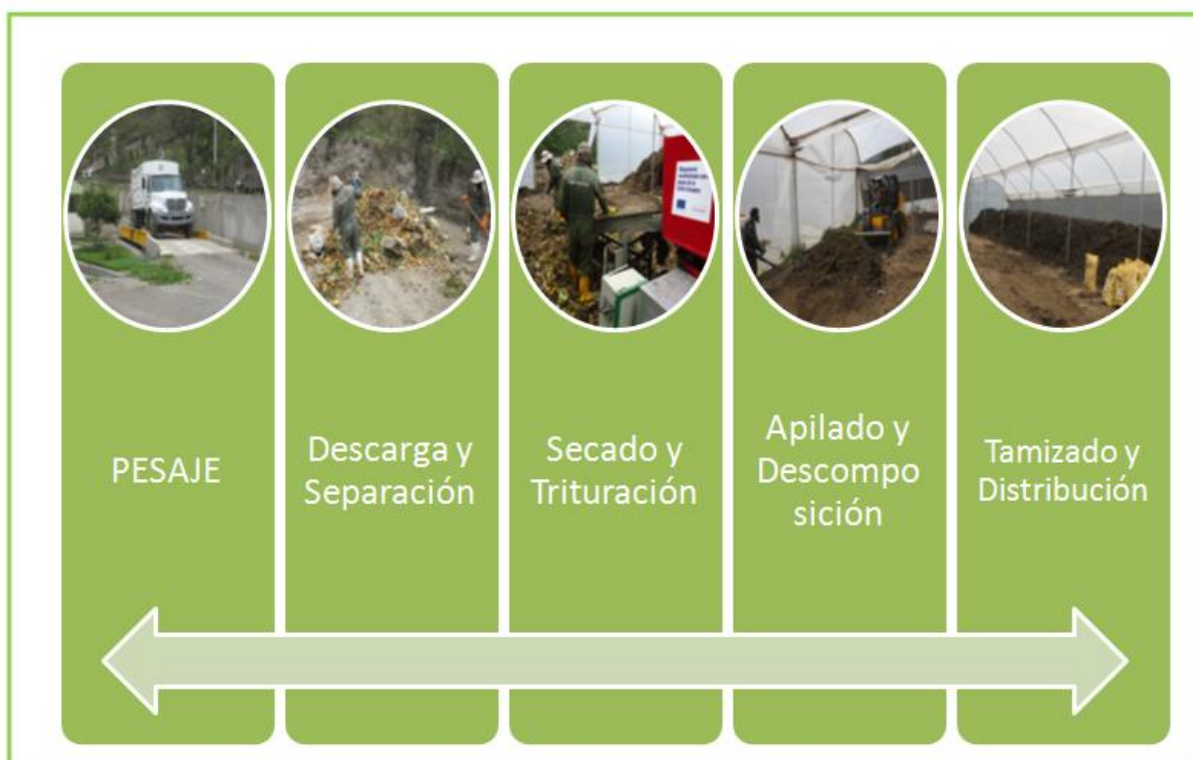 PESAJE
Descarga y
Separación
Secado y
Trituración
Apilado y
Descompo
sición
Tamizado y
Distribución